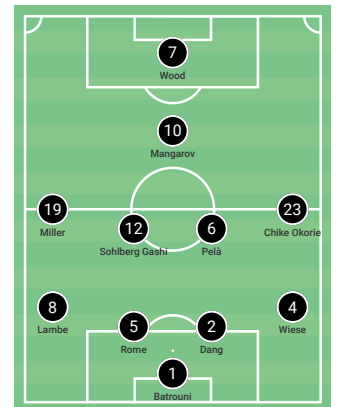 7
Wood
10
Mangarov
19
Miller
23
Chike Okorie
12
Sohlberg Gashi
6
Pelà
8
Lambe
4
Wiese
5
Rome
2
Dang
1
Batrouni